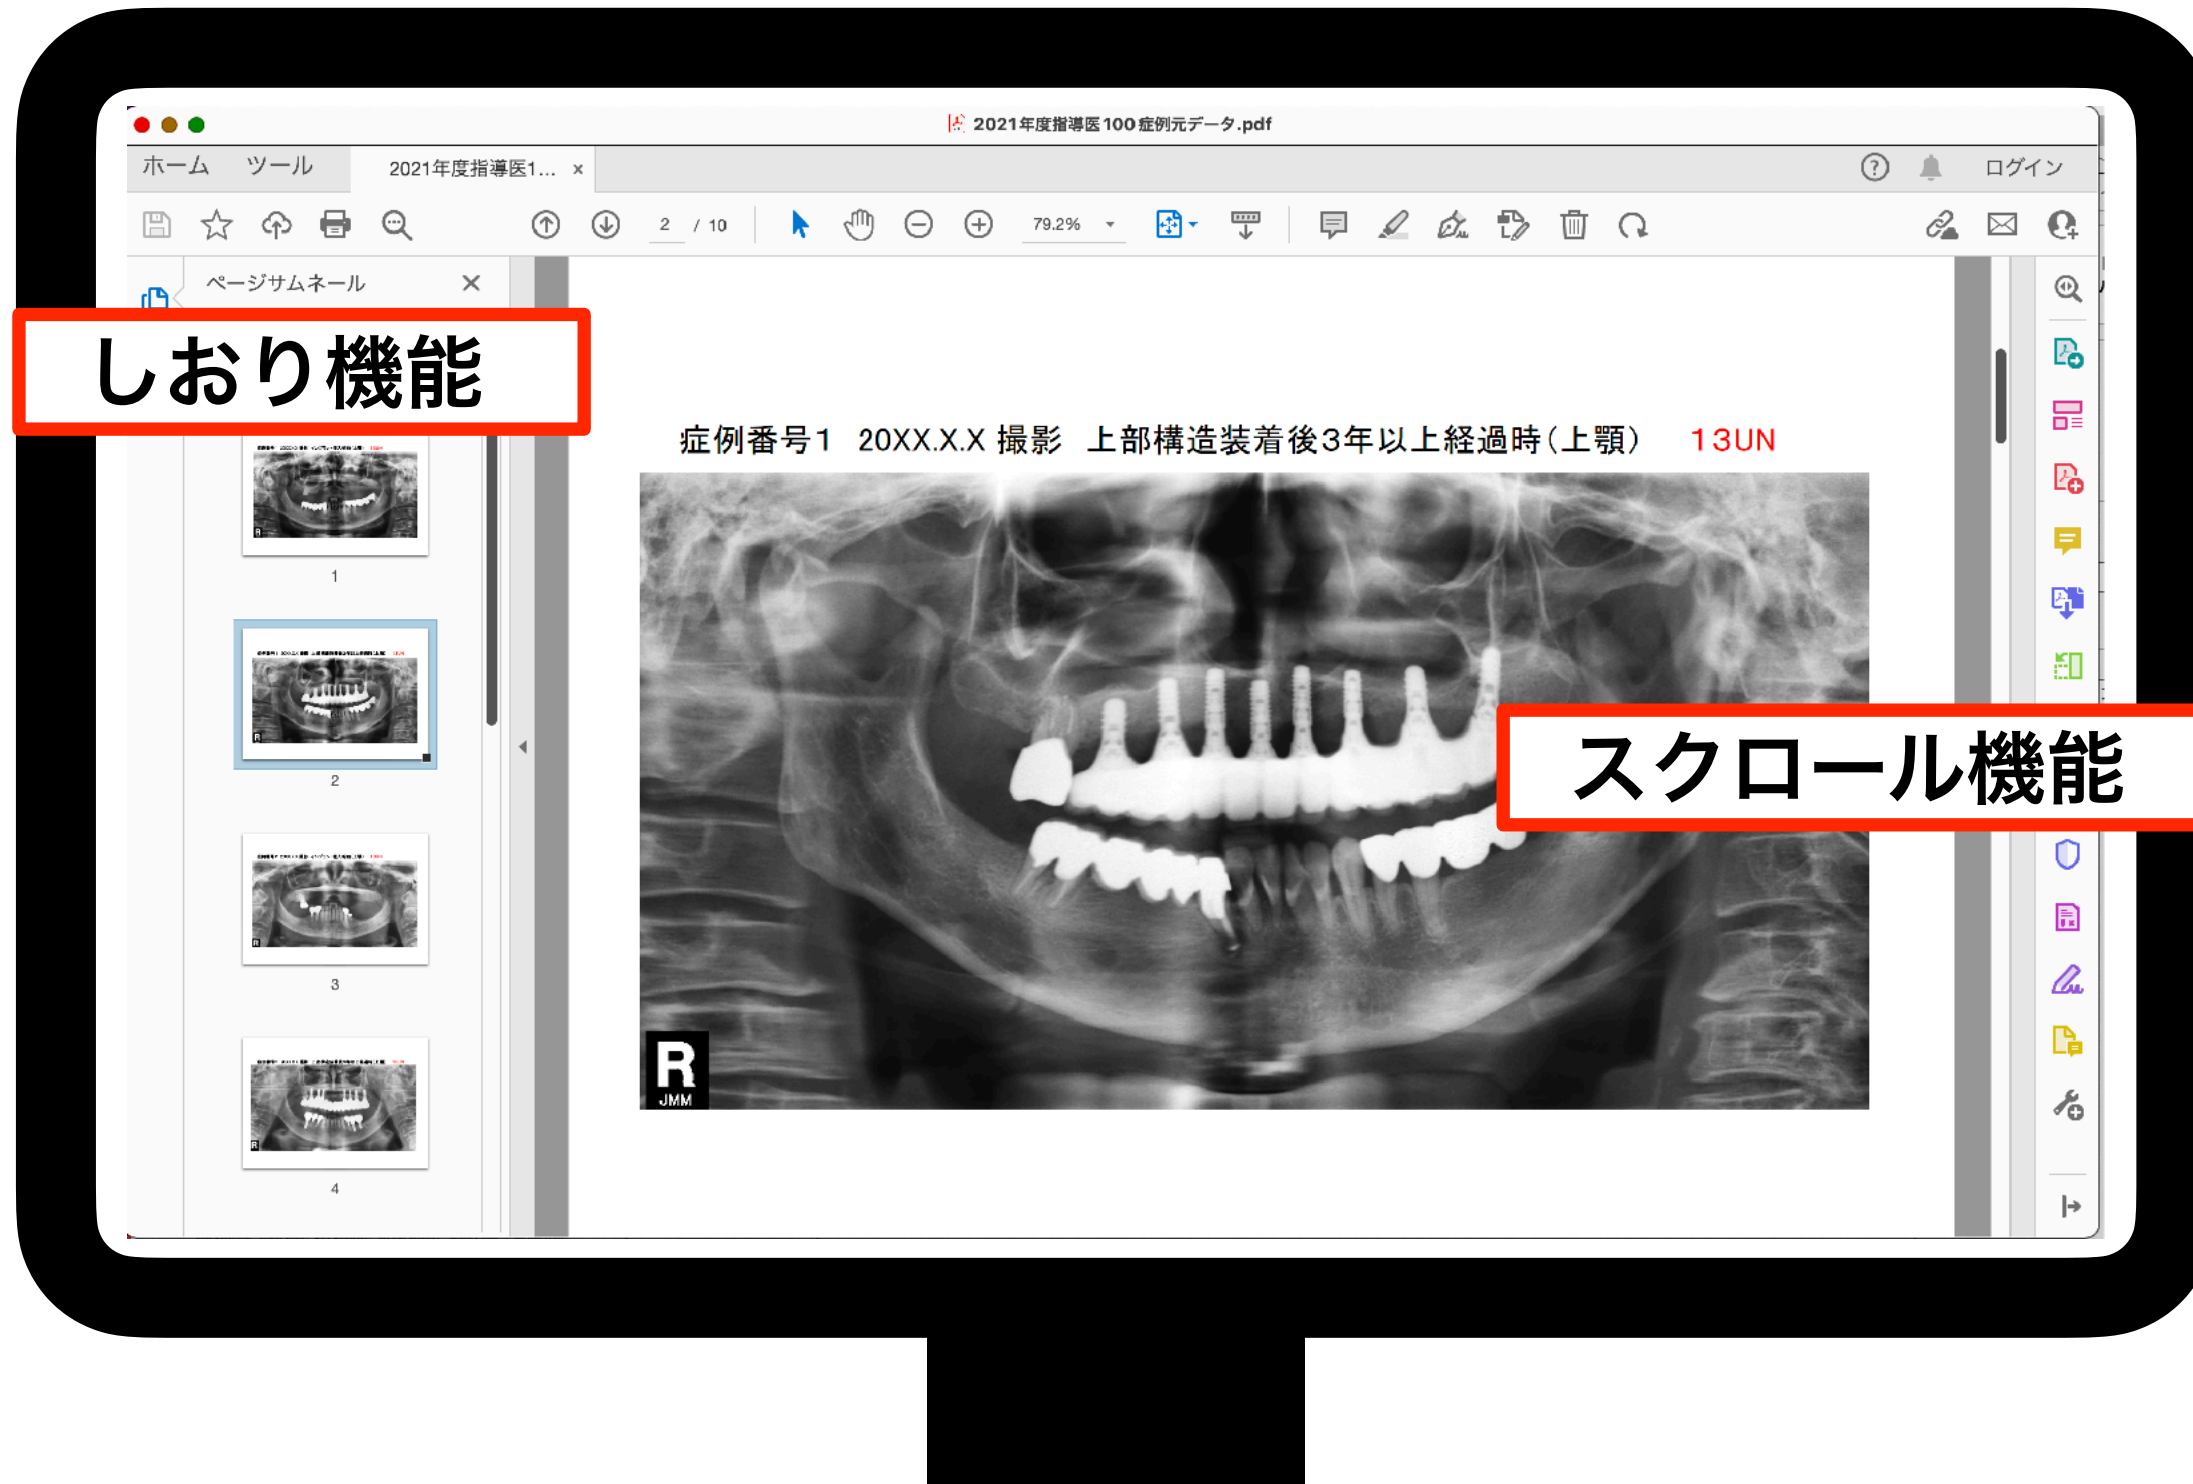 2021年度指導医100症例元データ.pdf
ホーム ツール 2021年度指導医1... × ログイン
2 / 10 79.2%
ページサムネール
しおり機能
1
2
3
4
症例番号1 20XX.X.X 撮影 上部構造装着後3年以上経過時(上顎) 13UN
スクロール機能
R
JMM